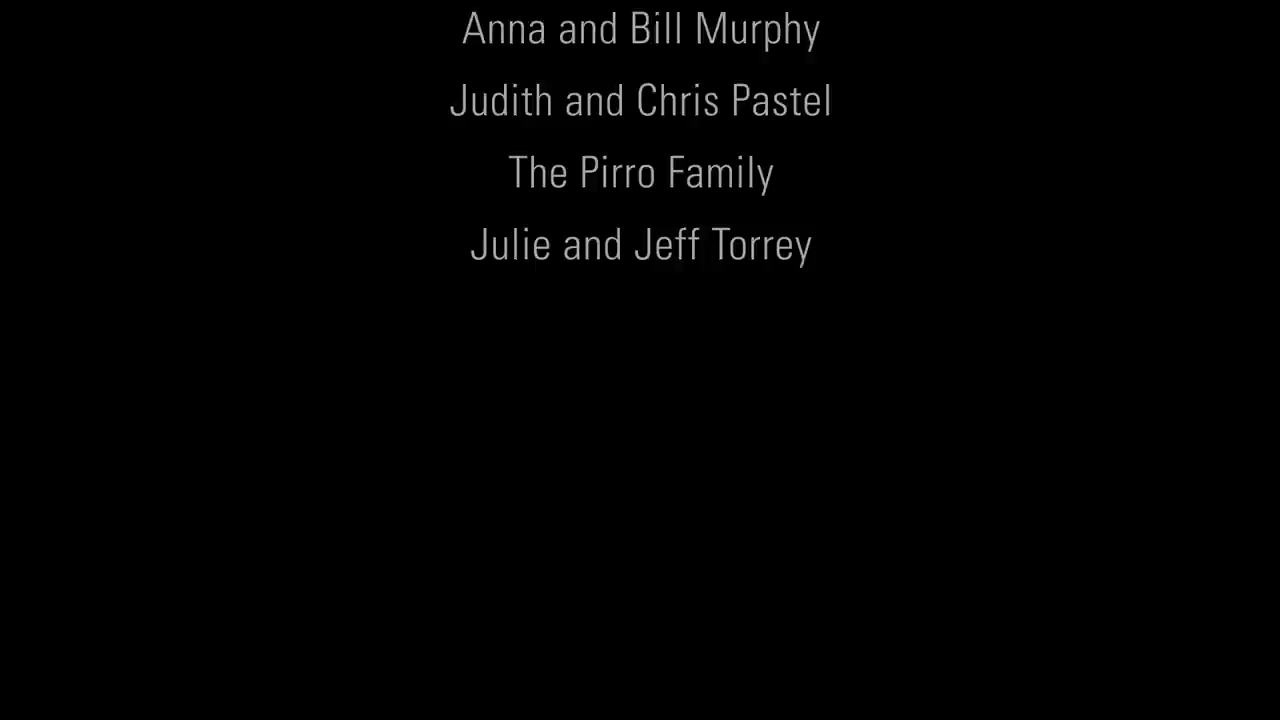 Anna and Bill Murphy
Judith and Chris Pastel
The Pirro Family
Julie and Jeff Torrey